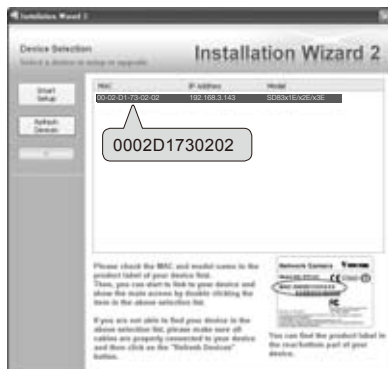 Installation Wizard 2
Device Selection
Select a device to setup or upgrade
Installation Wizard 2
MAC IP address Model
00-02-D1-73-02-02 192.168.3.143 SD83x1E/x2E/x3E
Smart
Setup
Refresh
Devices
0002D1730202
Please check the MAC and model name in the
product label of your device first.
Then, you can start to link to your device and
show the main screen by double clicking the
item in the above selection list.
If you are not able to find your device in the
above selection list, please make sure all
cables are properly connected to your device
and then click on the "Refresh Devices"
button.
Network Camera
You can find the product label in
the rear/bottom part of your
device.